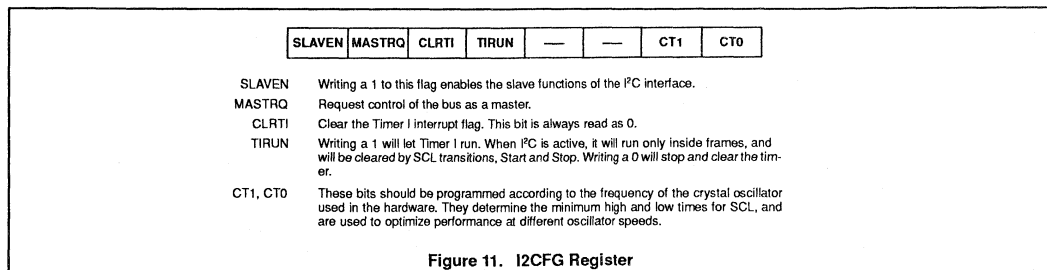 SLAVEN MASTRQ CLRTI TIRUN — — CT1 CT0
SLAVEN Writing a 1 to this flag enables the slave functions of the I²C interface.
MASTRQ Request control of the bus as a master.
CLRTI Clear the Timer I interrupt flag. This bit is always read as 0.
TIRUN Writing a 1 will let Timer I run. When I²C is active, it will run only inside frames, and
will be cleared by SCL transitions, Start and Stop. Writing a 0 will stop and clear the tim-
er.
CT1, CT0 These bits should be programmed according to the frequency of the crystal oscillator
used in the hardware. They determine the minimum high and low times for SCL, and
are used to optimize performance at different oscillator speeds.
Figure 11. I2CFG Register